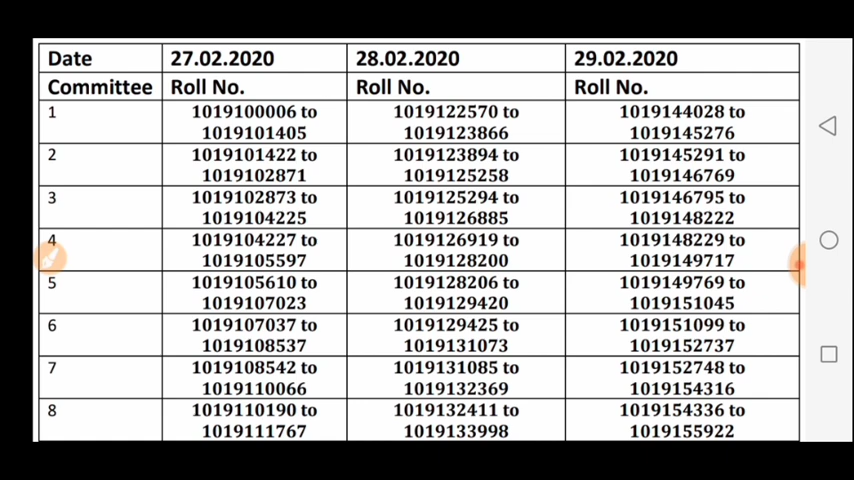 Date 27.02.2020 28.02.2020 29.02.2020
Committee Roll No. Roll No. Roll No.
1 1019100006 to 1019122570 to 1019144028 to
1019101405 1019123866 1019145276
2 1019101422 to 1019123894 to 1019145291 to
1019102871 1019125258 1019146769
3 1019102873 to 1019125294 to 1019146795 to
1019104225 1019126885 1019148222
4 1019104227 to 1019126919 to 1019148229 to
1019105597 1019128200 1019149717
5 1019105610 to 1019128206 to 1019149769 to
1019107023 1019129420 1019151045
6 1019107037 to 1019129425 to 1019151099 to
1019108537 1019131073 1019152737
7 1019108542 to 1019131085 to 1019152748 to
1019110066 1019132369 1019154316
8 1019110190 to 1019132411 to 1019154336 to
1019111767 1019133998 1019155922